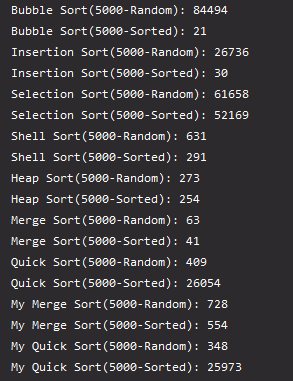 Bubble Sort(5000-Random): 84494
Bubble Sort(5000-Sorted): 21
Insertion Sort(5000-Random): 26736
Insertion Sort(5000-Sorted): 30
Selection Sort(5000-Random): 61658
Selection Sort(5000-Sorted): 52169
Shell Sort(5000-Random): 631
Shell Sort(5000-Sorted): 291
Heap Sort(5000-Random): 273
Heap Sort(5000-Sorted): 254
Merge Sort(5000-Random): 63
Merge Sort(5000-Sorted): 41
Quick Sort(5000-Random): 409
Quick Sort(5000-Sorted): 26054
My Merge Sort(5000-Random): 728
My Merge Sort(5000-Sorted): 554
My Quick Sort(5000-Random): 348
My Quick Sort(5000-Sorted): 25973